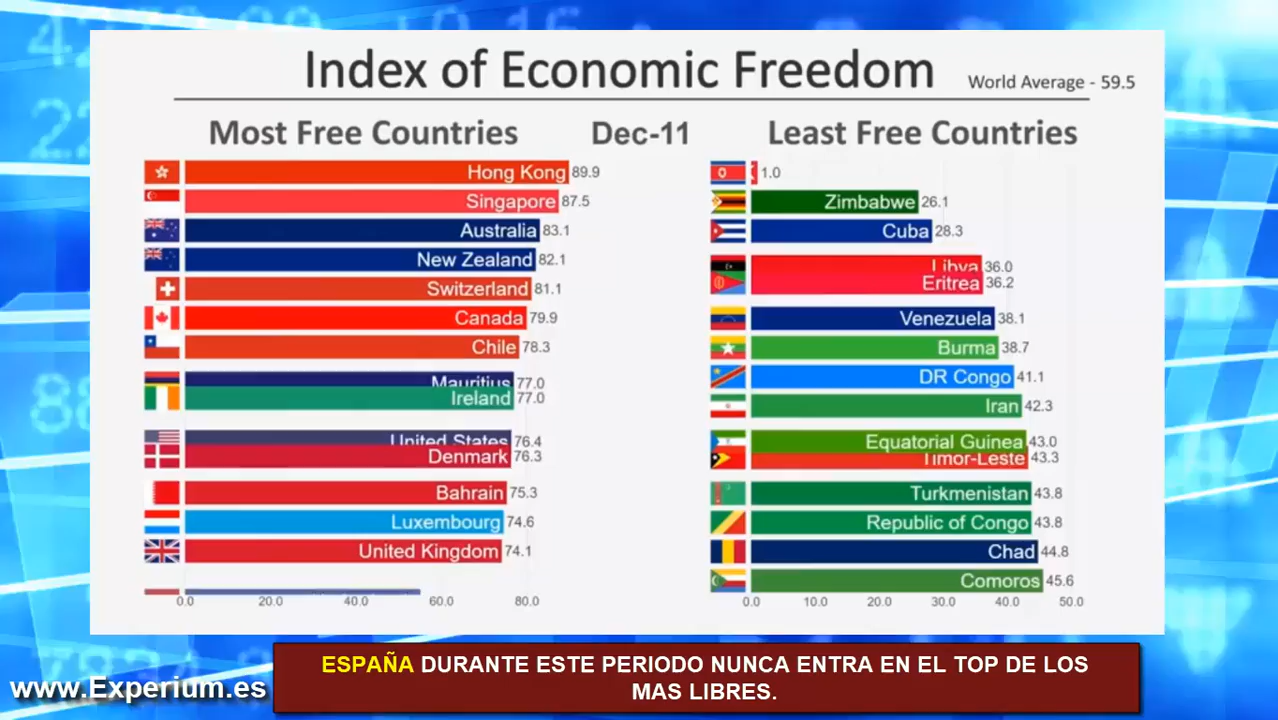 Index of Economic Freedom
World Average - 59.5
Most Free Countries
Dec-11
Least Free Countries
Hong Kong 89.9
Singapore 87.5
Australia 83.1
New Zealand 82.1
Switzerland 81.1
Canada 79.9
Chile 78.3
Mauritius 77.0
Ireland 77.0
United States 76.4
Denmark 76.3
Bahrain 75.3
Luxembourg 74.6
United Kingdom 74.1
0.0 20.0 40.0 60.0 80.0
1.0
Zimbabwe 26.1
Cuba 28.3
Libya 36.0
Eritrea 36.2
Venezuela 38.1
Burma 38.7
DR Congo 41.1
Iran 42.3
Equatorial Guinea 43.0
Timor-Leste 43.3
Turkmenistan 43.8
Republic of Congo 43.8
Chad 44.8
Comoros 45.6
0.0 10.0 20.0 30.0 40.0 50.0
ESPAÑA DURANTE ESTE PERIODO NUNCA ENTRA EN EL TOP DE LOS
MAS LIBRES.
www.Experium.es